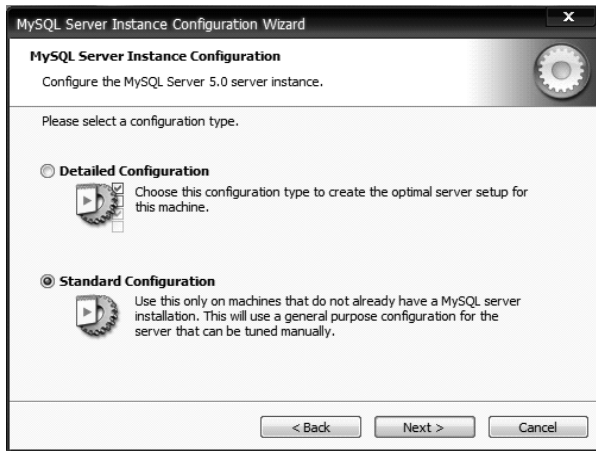 MySQL Server Instance Configuration Wizard
x
MySQL Server Instance Configuration
Configure the MySQL Server 5.0 server instance.
Please select a configuration type.
Detailed Configuration
Choose this configuration type to create the optimal server setup for
this machine.
Standard Configuration
Use this only on machines that do not already have a MySQL server
installation. This will use a general purpose configuration for the
server that can be tuned manually.
< Back
Next >
Cancel